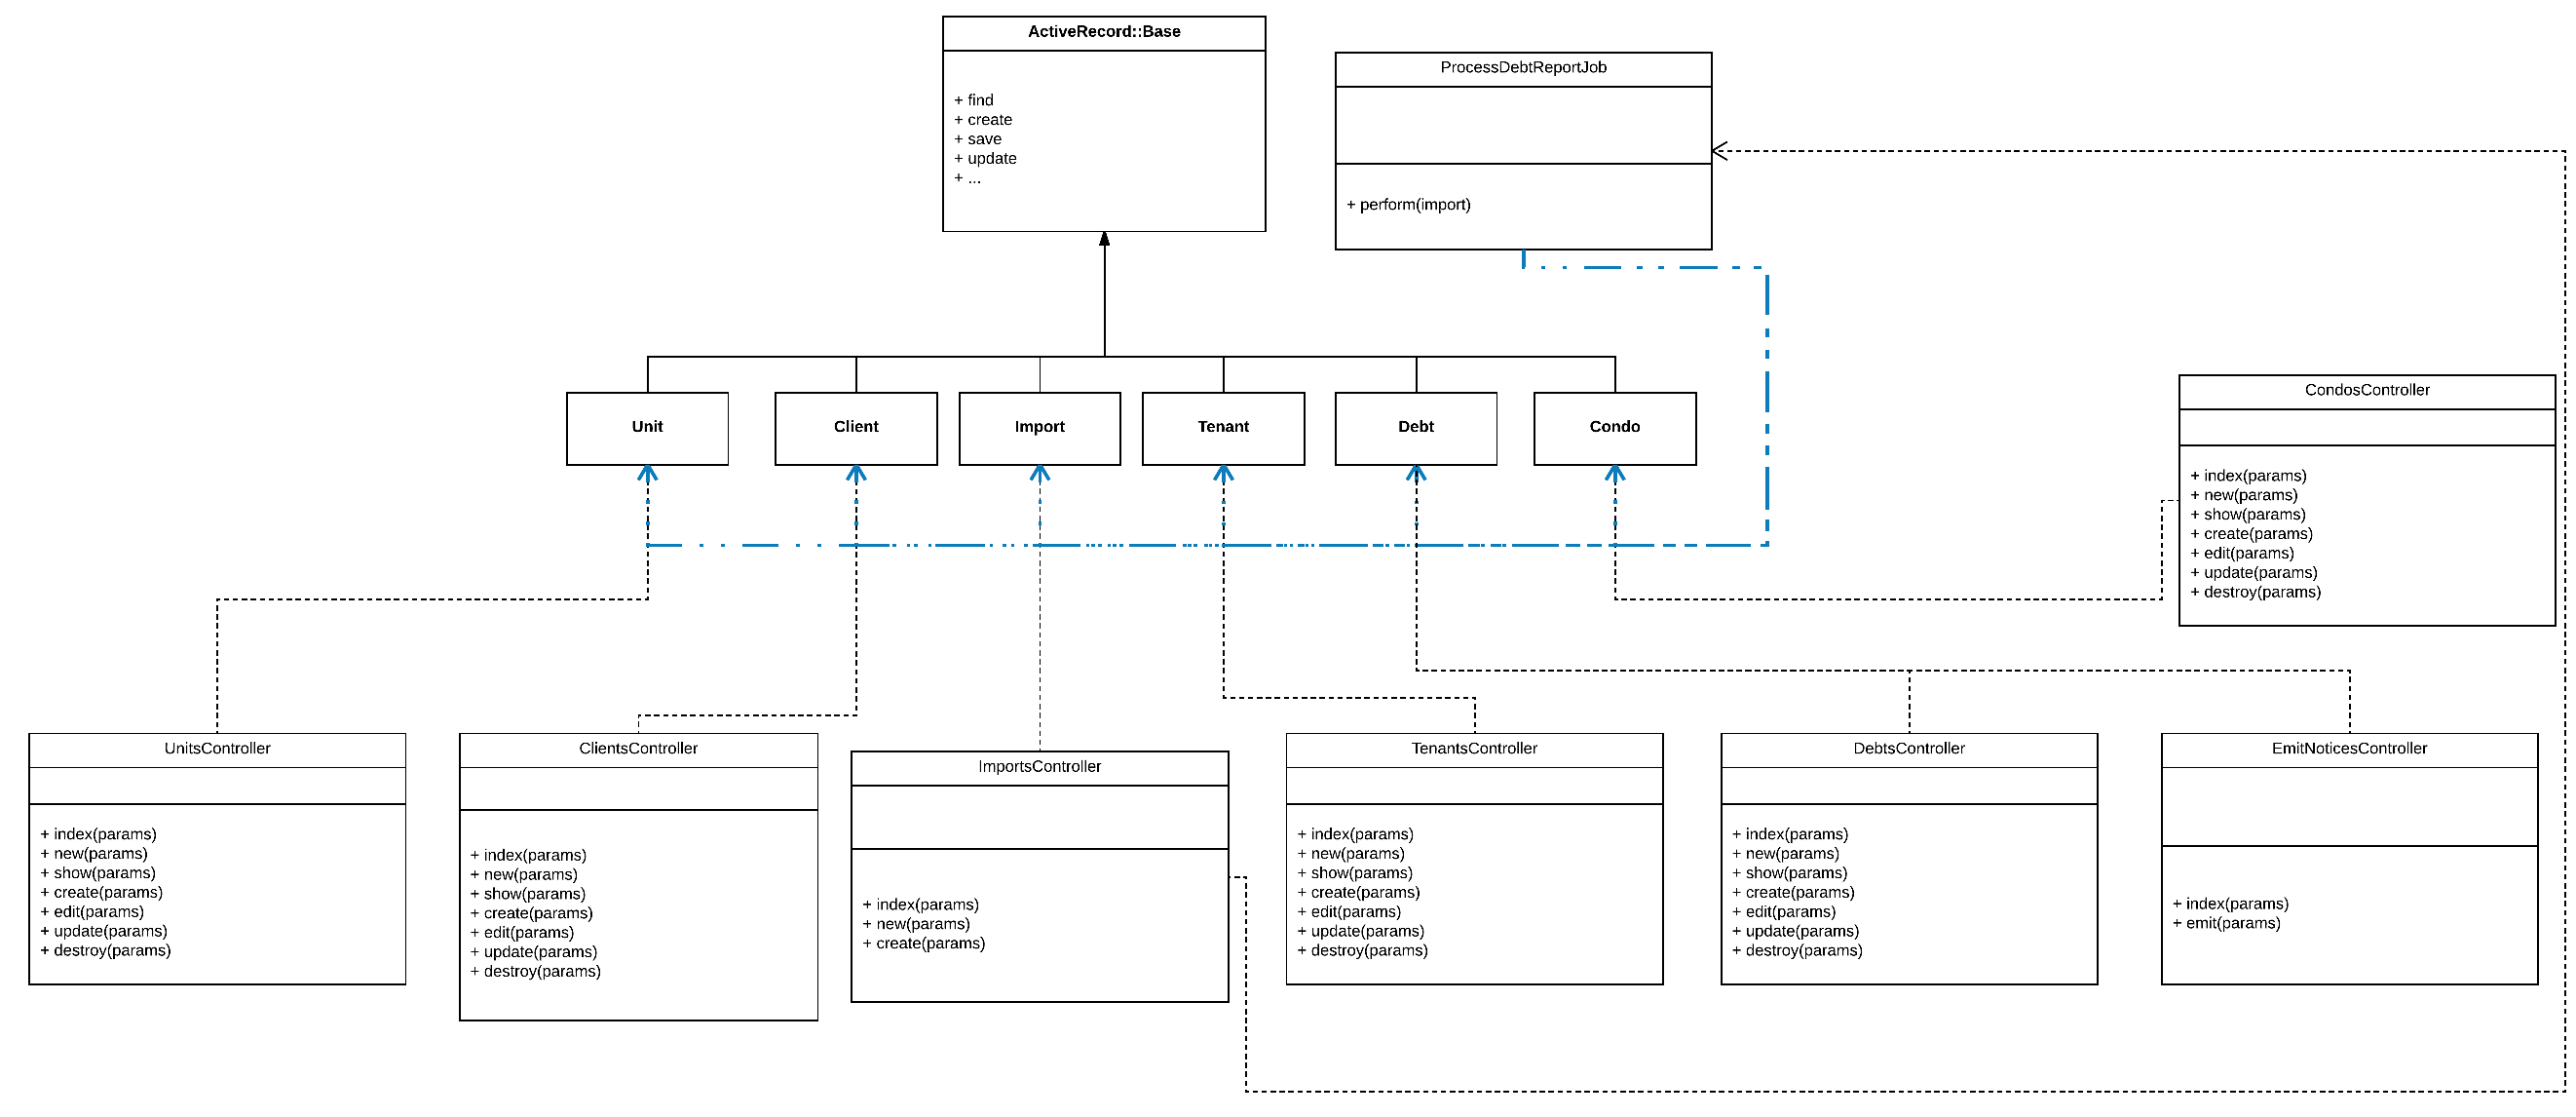 ActiveRecord::Base
+ find
+ create
+ save
+ update
+ ...
ProcessDebtReportJob
+ perform(import)
Unit
Client
Import
Tenant
Debt
Condo
CondosController
+ index(params)
+ new(params)
+ show(params)
+ create(params)
+ edit(params)
+ update(params)
+ destroy(params)
UnitsController
+ index(params)
+ new(params)
+ show(params)
+ create(params)
+ edit(params)
+ update(params)
+ destroy(params)
ClientsController
+ index(params)
+ new(params)
+ show(params)
+ create(params)
+ edit(params)
+ update(params)
+ destroy(params)
ImportsController
+ index(params)
+ new(params)
+ create(params)
TenantsController
+ index(params)
+ new(params)
+ show(params)
+ create(params)
+ edit(params)
+ update(params)
+ destroy(params)
DebtsController
+ index(params)
+ new(params)
+ show(params)
+ create(params)
+ edit(params)
+ update(params)
+ destroy(params)
EmitNoticesController
+ index(params)
+ emit(params)